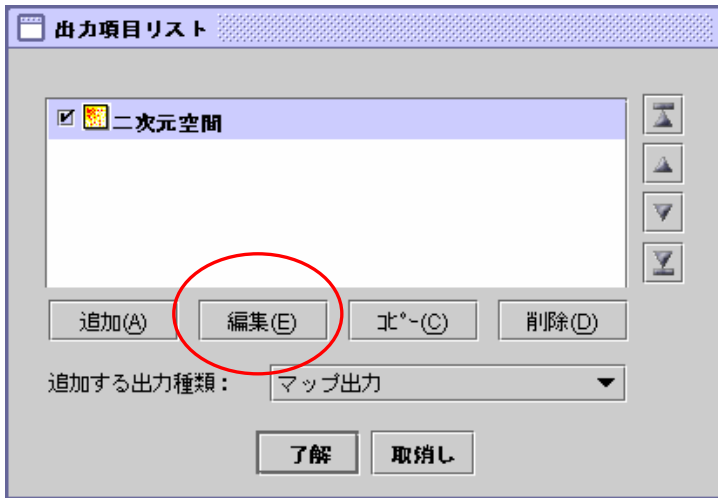 出力項目リスト
二次元空間
追加(A) 編集(E) コピー(C) 削除(D)
追加する出力種類： マップ出力
了解 取消し